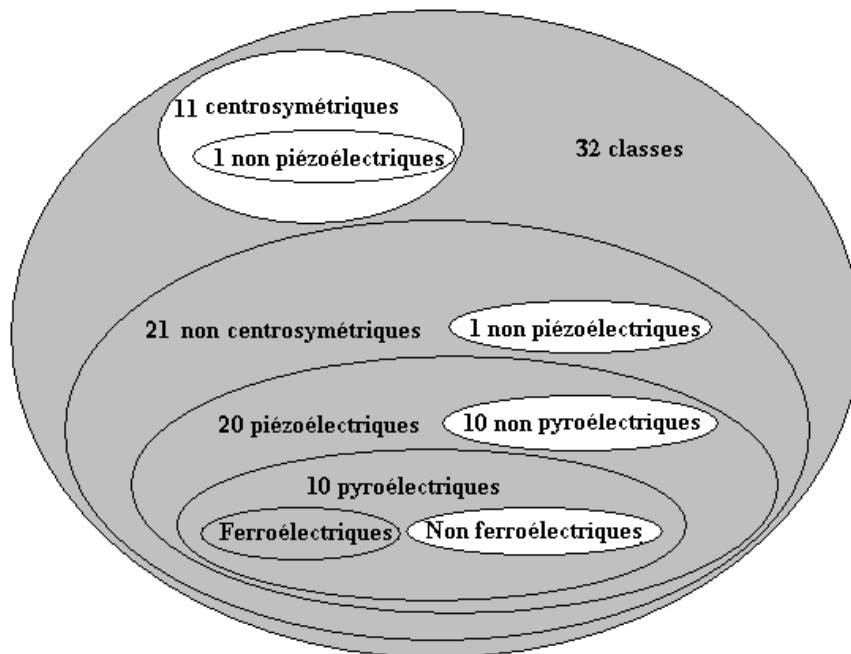 11 centrosymétriques
1 non piézoélectriques
32 classes
21 non centrosymétriques
1 non piézoélectriques
20 piézoélectriques
10 non pyroélectriques
10 pyroélectriques
Ferroélectriques
Non ferroélectriques